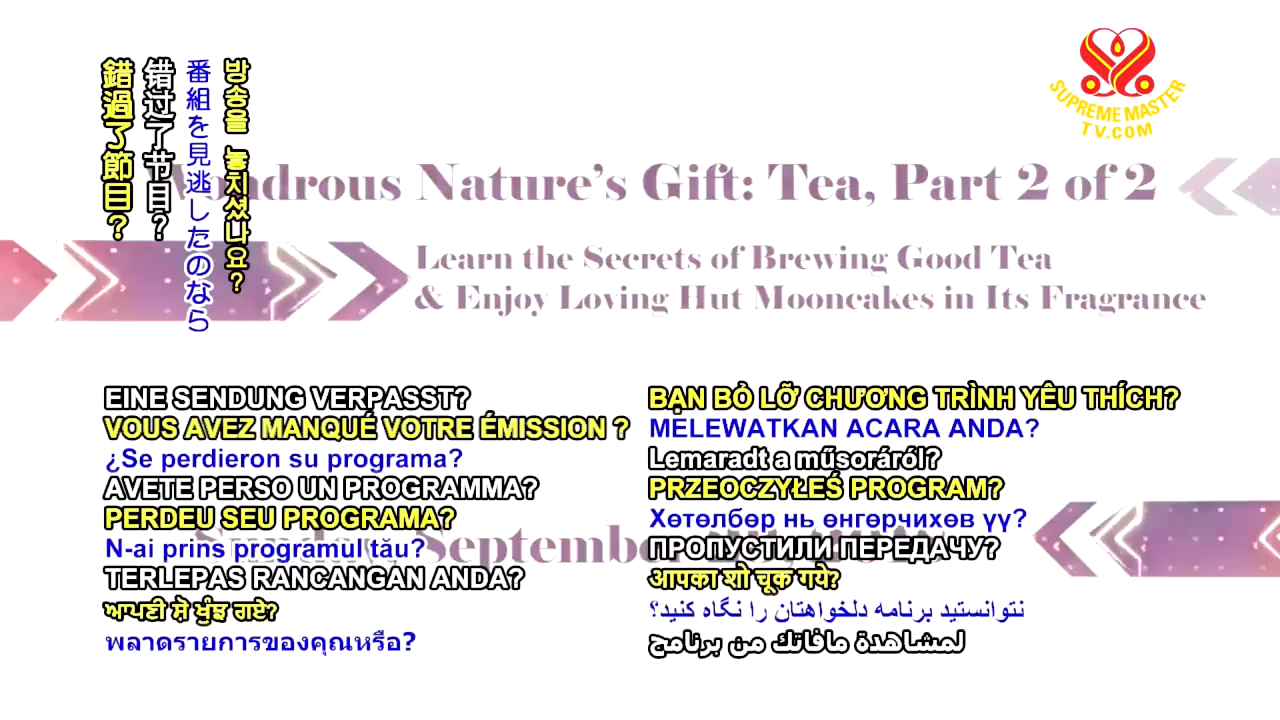 錯過了節目？
错过了节目？
番組を見逃したのなら
방송을 놓치셨나요?
SUPREME MASTER
TV.COM
Wondrous Nature’s Gift: Tea, Part 2 of 2
Learn the Secrets of Brewing Good Tea
& Enjoy Loving Hut Mooncakes in Its Fragrance
EINE SENDUNG VERPASST?
VOUS AVEZ MANQUÉ VOTRE ÉMISSION ?
¿Se perdieron su programa?
AVETE PERSO UN PROGRAMMA?
PERDEU SEU PROGRAMA?
N-ai prins programul tău?
TERLEPAS RANCANGAN ANDA?
ਆਪਣੀ ਸ਼ੋ ਖੁੰਝ ਗਏ?
พลาดรายการของคุณหรือ?
BẠN BỎ LỠ CHƯƠNG TRÌNH YÊU THÍCH?
MELEWATKAN ACARA ANDA?
Lemaradt a műsoráról?
PRZEOCZYŁEŚ PROGRAM?
Хөтөлбөр нь өнгөрчихөв үү?
ПРОПУСТИЛИ ПЕРЕДАЧУ?
आपका शो चूक गये?
نتوانستید برنامه دلخواهتان را نگاه کنید؟
لمشاهدة مافاتك من برنامج
Sunday, September